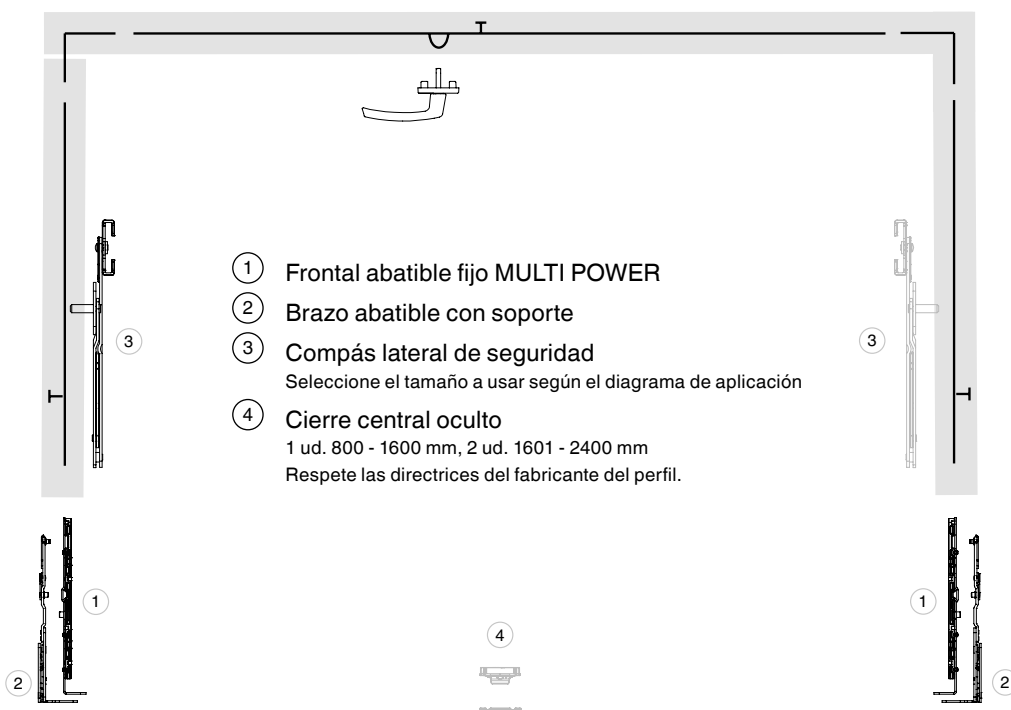 1 Frontal abatible fijo MULTI POWER
2 Brazo abatible con soporte
3 Compás lateral de seguridad
Seleccione el tamaño a usar según el diagrama de aplicación
4 Cierre central oculto
1 ud. 800 - 1600 mm, 2 ud. 1601 - 2400 mm
Respete las directrices del fabricante del perfil.
3
3
1
1
4
2
2